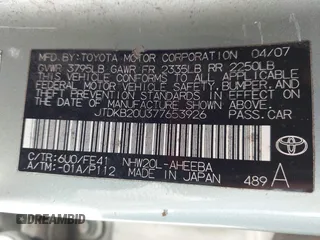 MFD.BY:TOYOTA MOTOR CORPORATION 04/07
GVWR 3795LB GAWR FR 2335LB RR 2250LB
THIS VEHICLE CONFORMS TO ALL APPLICABLE
FEDERAL MOTOR VEHICLE SAFETY, BUMPER, AND
THEFT PREVENTION STANDARDS IN EFFECT ON THE
DATE OF MANUFACTURE SHOWN ABOVE.
JTDKB20U377653926 PASS.CAR
C/TR:6U0/FE41 NHW20L-AHEEBA
A/TM:-01A/P112 MADE IN JAPAN
TOYOTA
489 A
DREAMBID